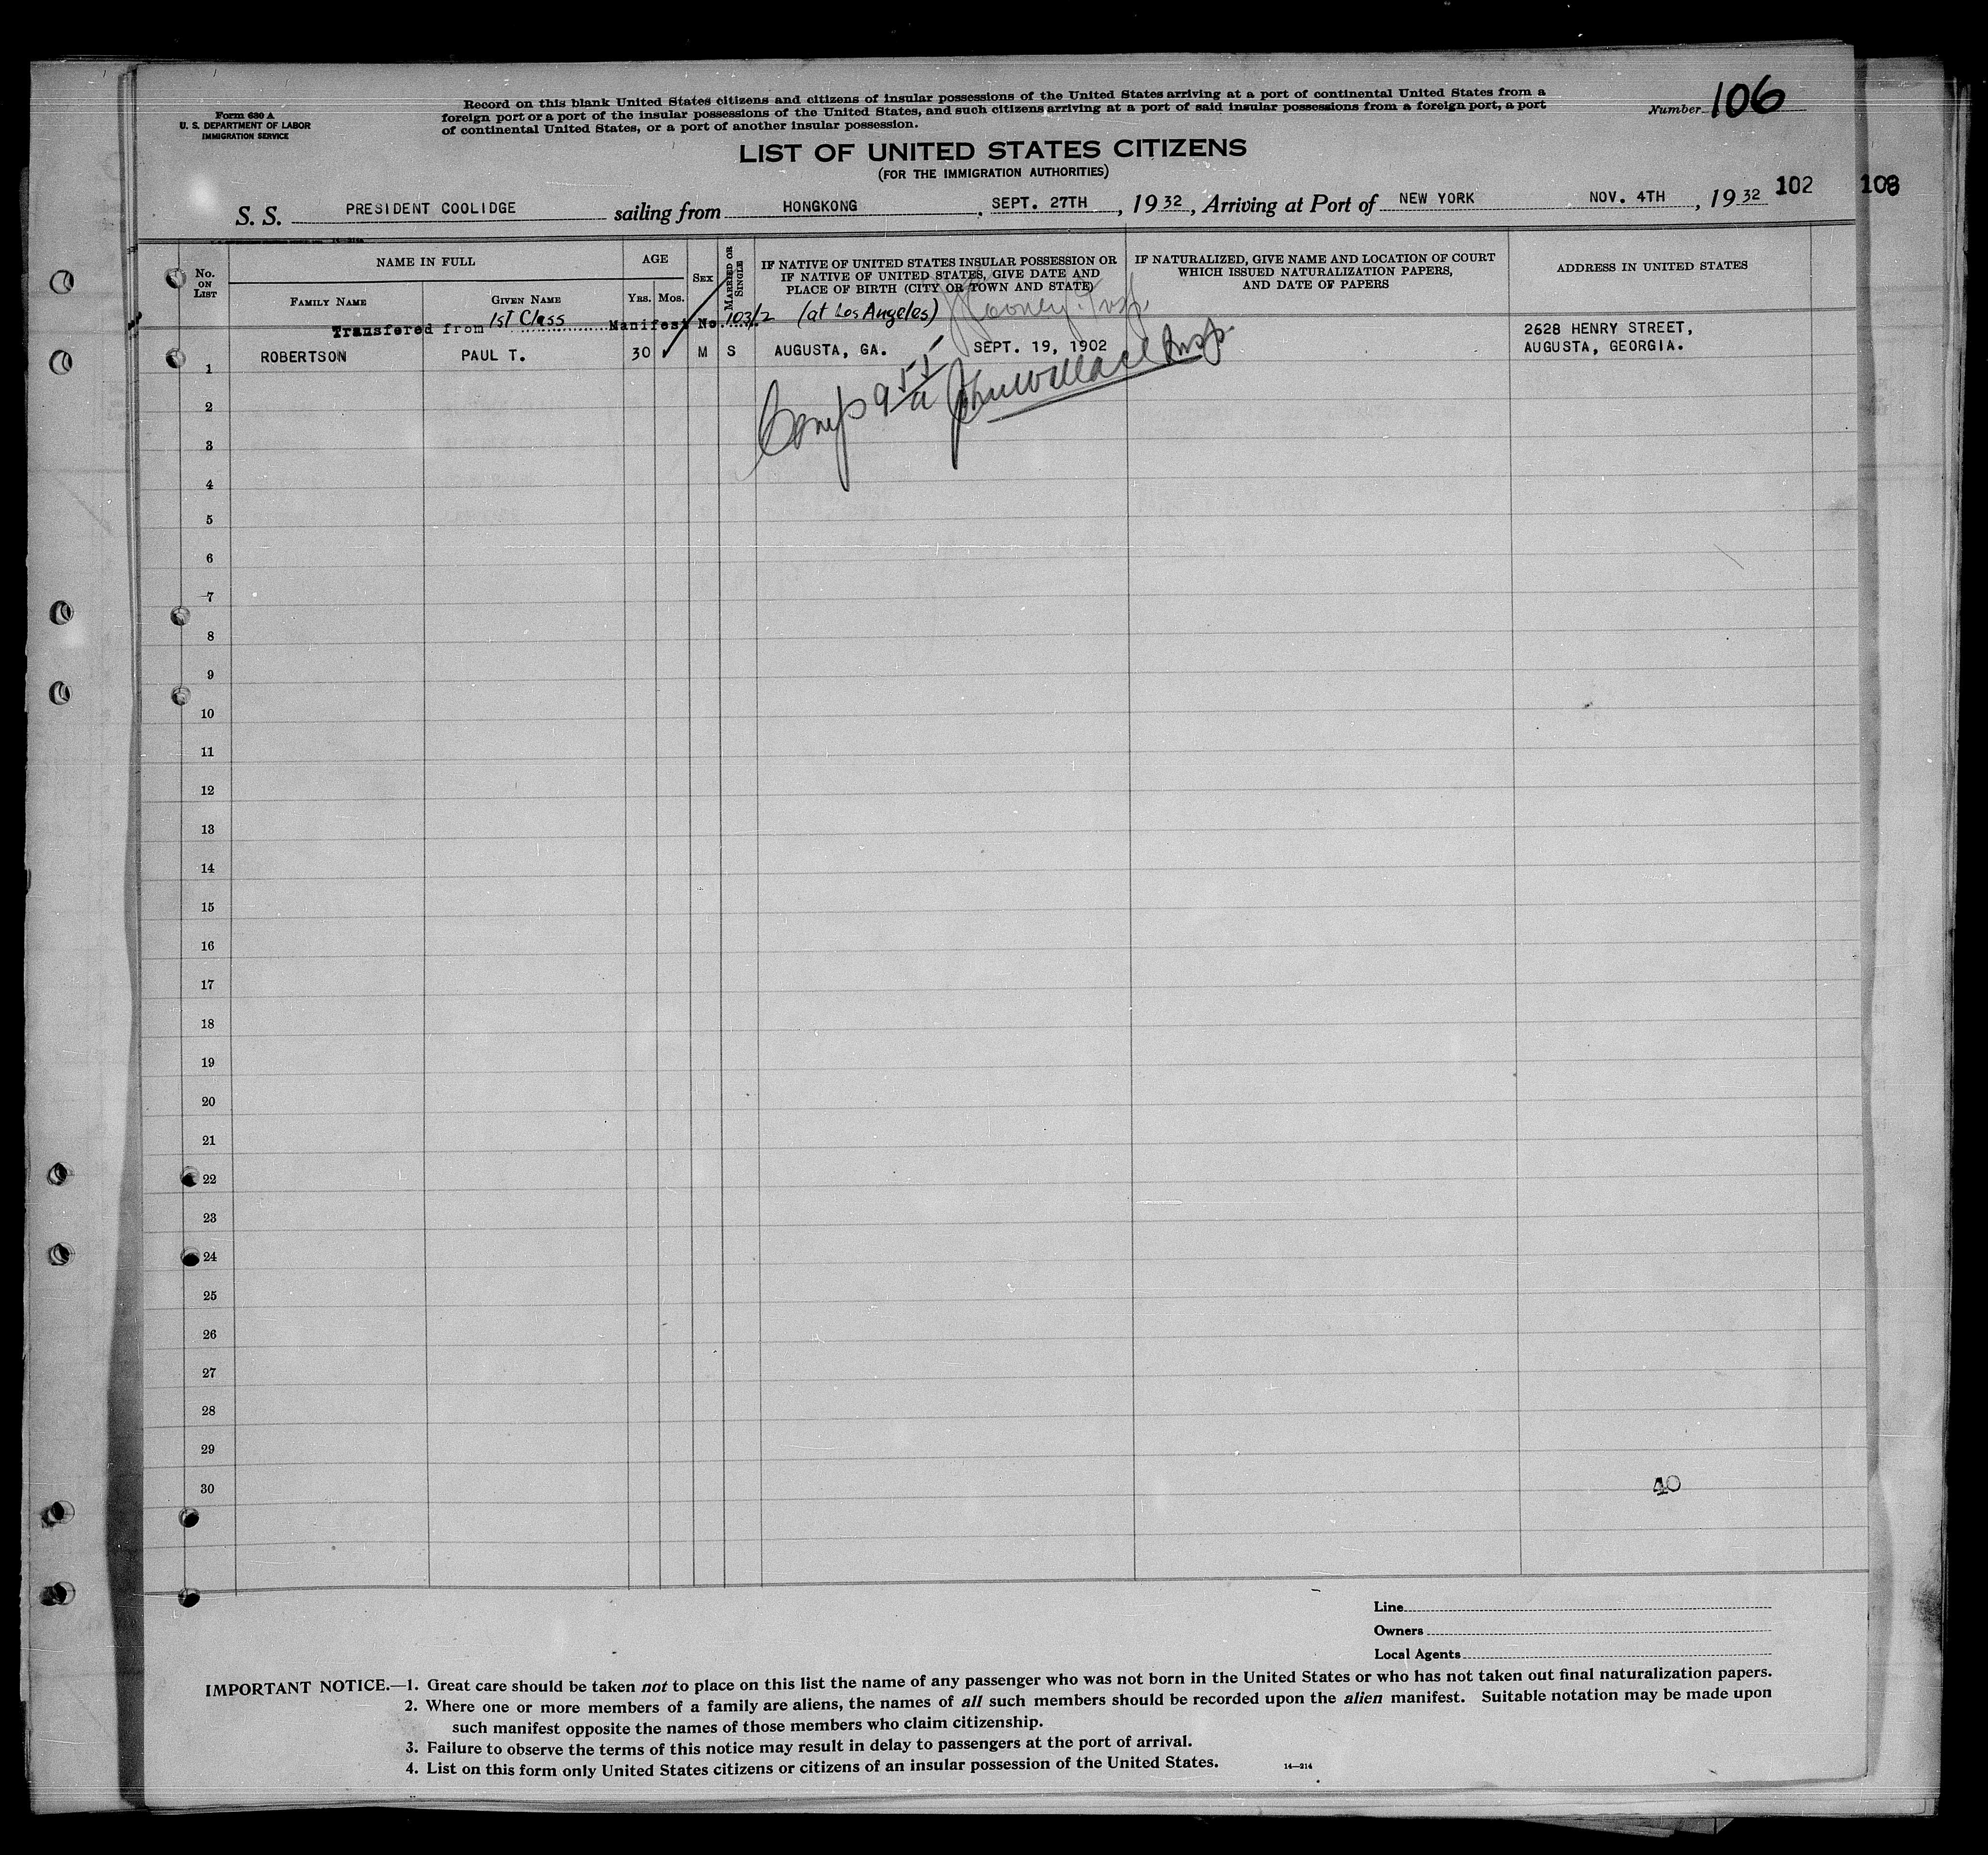 Form 630 A
U. S. DEPARTMENT OF LABOR
IMMIGRATION SERVICE
Record on this blank United States citizens and citizens of insular possessions of the United States arriving at a port of continental United States from a
foreign port or a port of the insular possessions of the United States, and such citizens arriving at a port of said insular possessions from a foreign port, a port
of continental United States, or a port of another insular possession.
Number 106
LIST OF UNITED STATES CITIZENS
(FOR THE IMMIGRATION AUTHORITIES)
102 108
S. S. PRESIDENT COOLIDGE sailing from HONGKONG, SEPT. 27TH, 1932, Arriving at Port of NEW YORK NOV. 4TH, 1932
No. ON LIST
NAME IN FULL
FAMILY NAME
GIVEN NAME
AGE
Yrs. Mos.
SEX
MARRIED OR SINGLE
IF NATIVE OF UNITED STATES INSULAR POSSESSION OR
IF NATIVE OF UNITED STATES, GIVE DATE AND
PLACE OF BIRTH (CITY OR TOWN AND STATE)
IF NATURALIZED, GIVE NAME AND LOCATION OF COURT
WHICH ISSUED NATURALIZATION PAPERS,
AND DATE OF PAPERS
ADDRESS IN UNITED STATES
Transfered from 1st Class Manifest No. 103/2 (at Los Angeles)
1 ROBERTSON PAUL T. 30 ✓ M S AUGUSTA, GA. SEPT. 19, 1902 2628 HENRY STREET,
AUGUSTA, GEORGIA.
John Wallace Insp.
2
3
4
5
6
7
8
9
10
11
12
13
14
15
16
17
18
19
20
21
22
23
24
25
26
27
28
29
30
40
Line
Owners
Local Agents
IMPORTANT NOTICE.—1. Great care should be taken not to place on this list the name of any passenger who was not born in the United States or who has not taken out final naturalization papers.
2. Where one or more members of a family are aliens, the names of all such members should be recorded upon the alien manifest. Suitable notation may be made upon
such manifest opposite the names of those members who claim citizenship.
3. Failure to observe the terms of this notice may result in delay to passengers at the port of arrival.
4. List on this form only United States citizens or citizens of an insular possession of the United States.
14—214